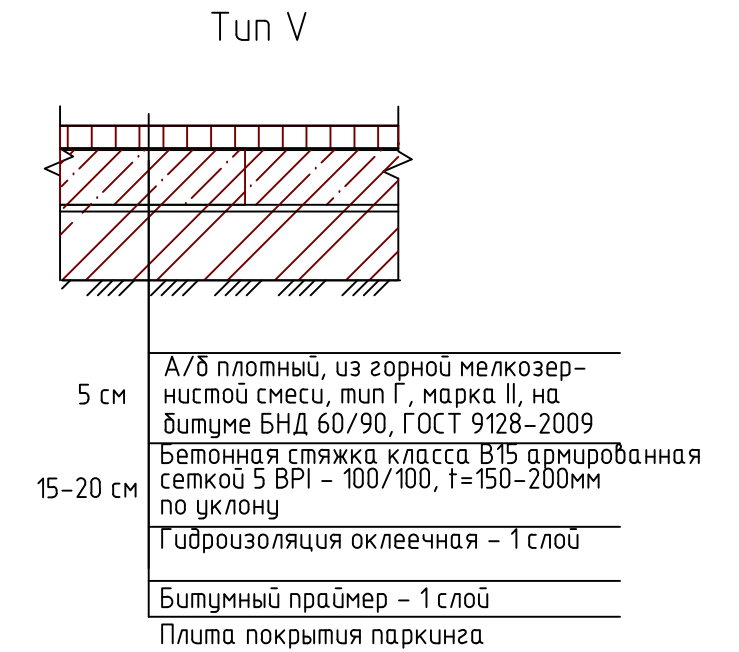 Тип V
А/б плотный, из горной мелкозер-
5 см
нистой смеси, тип Г, марка II, на
битуме БНД 60/90, ГОСТ 9128-2009
Бетонная стяжка класса В15 армированная
15-20 см
сеткой 5 ВРI - 100/100, t=150-200мм
по уклону
Гидроизоляция оклеечная - 1 слой
Битумный праймер - 1 слой
Плита покрытия паркинга